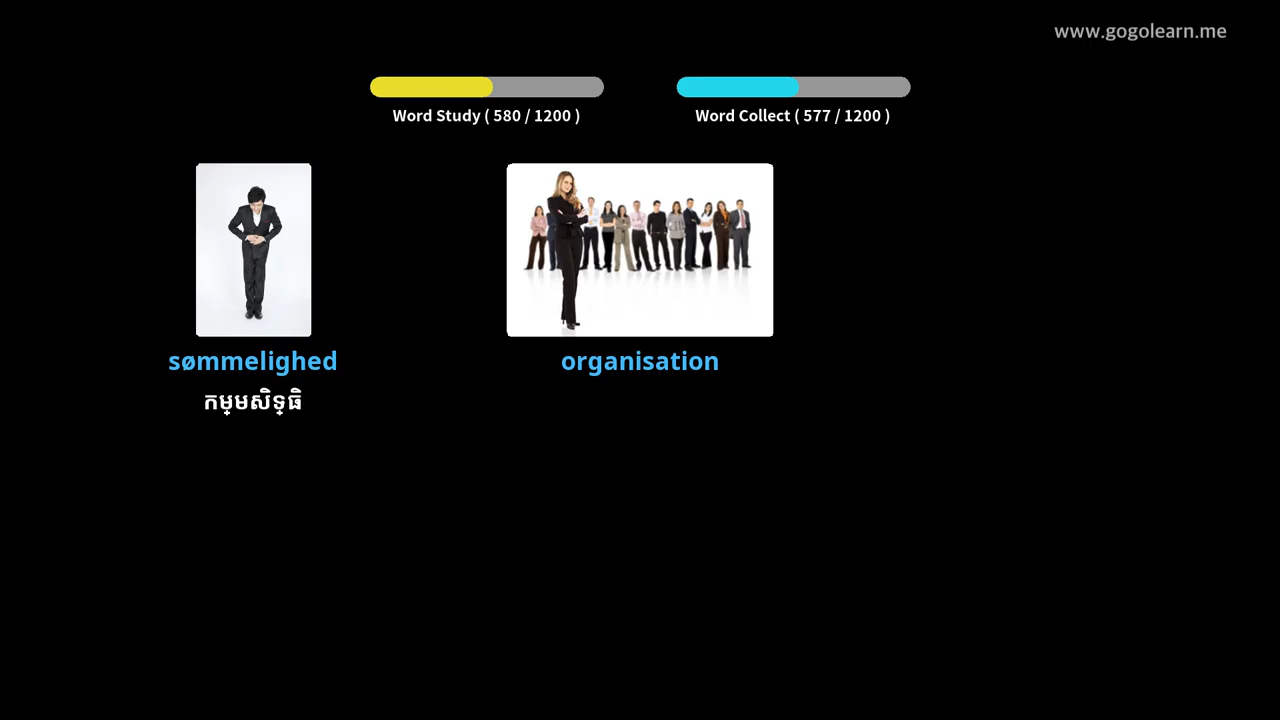 www.gogolearn.me
Word Study ( 580 / 1200 )
Word Collect ( 577 / 1200 )
sømmelighed
organisation
កម្មសិទ្ធិ